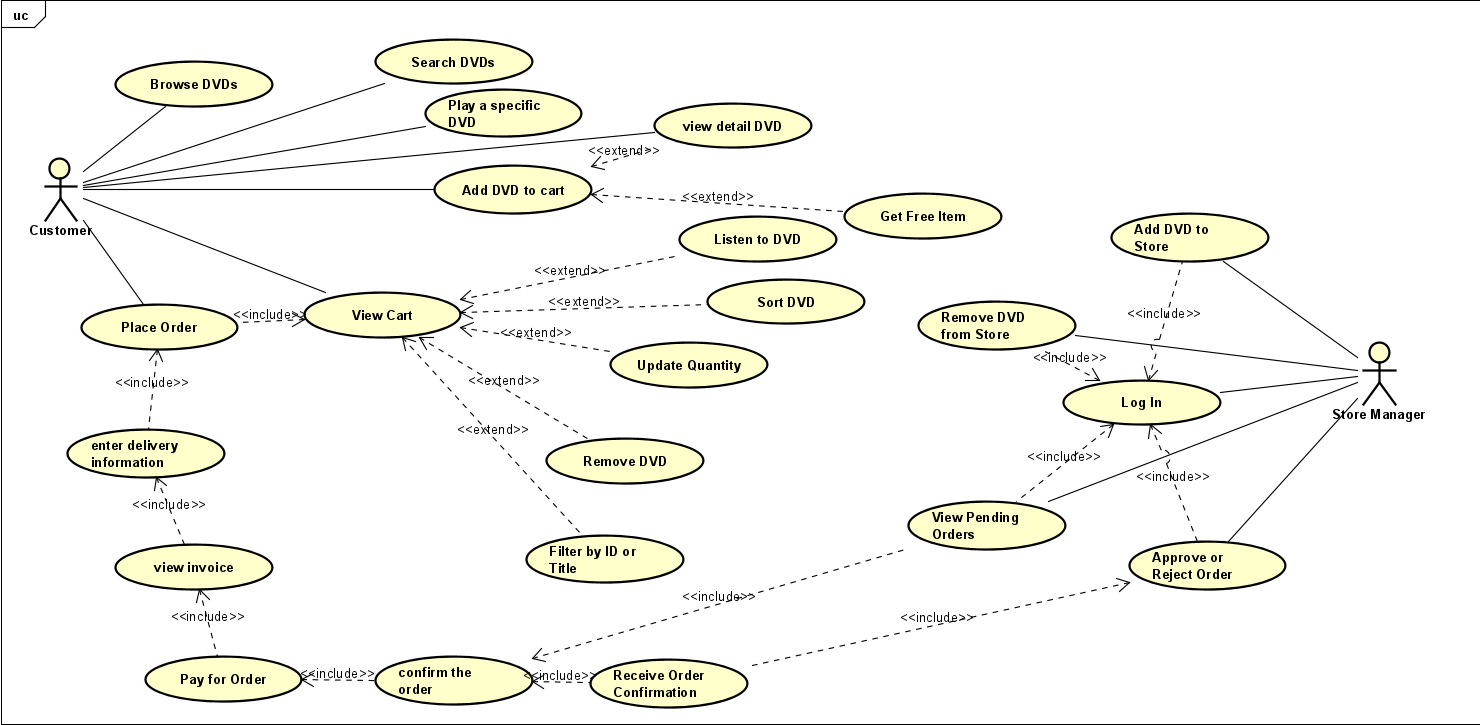 uc
Search DVDs
Browse DVDs
Play a specific
DVD
view detail DVD
<<extend>>
Add DVD to cart
<<extend>>
Get Free Item
Customer
Listen to DVD
Add DVD to
Store
<<extend>>
Sort DVD
<<extend>>
Place Order
<<include>>
View Cart
<<extend>>
Update Quantity
Remove DVD
from Store
<<include>>
<<include>>
Log In
Store Manager
<<include>>
<<extend>>
<<extend>>
enter delivery
information
Remove DVD
<<include>>
<<include>>
<<include>>
View Pending
Orders
Filter by ID or
Title
view invoice
Approve or
Reject Order
<<include>>
<<include>>
<<include>>
Pay for Order
<<include>>
confirm the
order
<<include>>
Receive Order
Confirmation